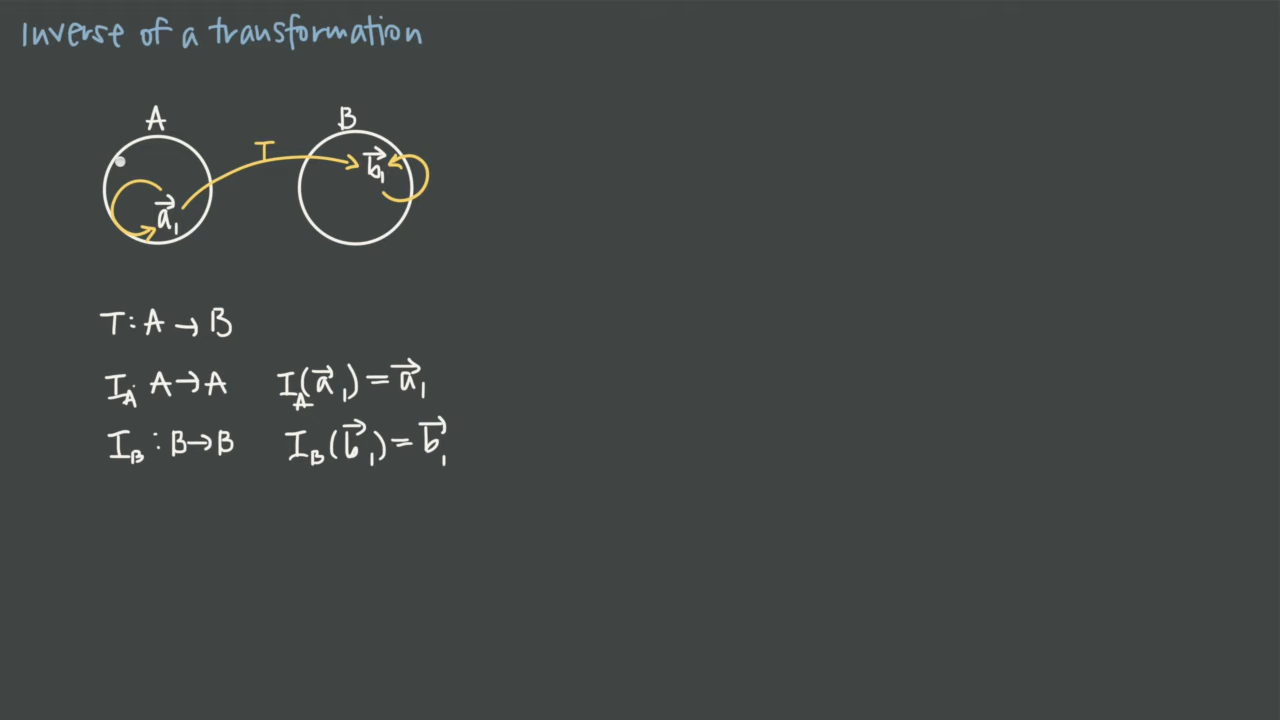 Inverse of a transformation
A B
T
b⃗₁
a⃗₁
T: A → B
I_A: A → A I_A(a⃗₁) = a⃗₁
I_B: B → B I_B(b⃗₁) = b⃗₁